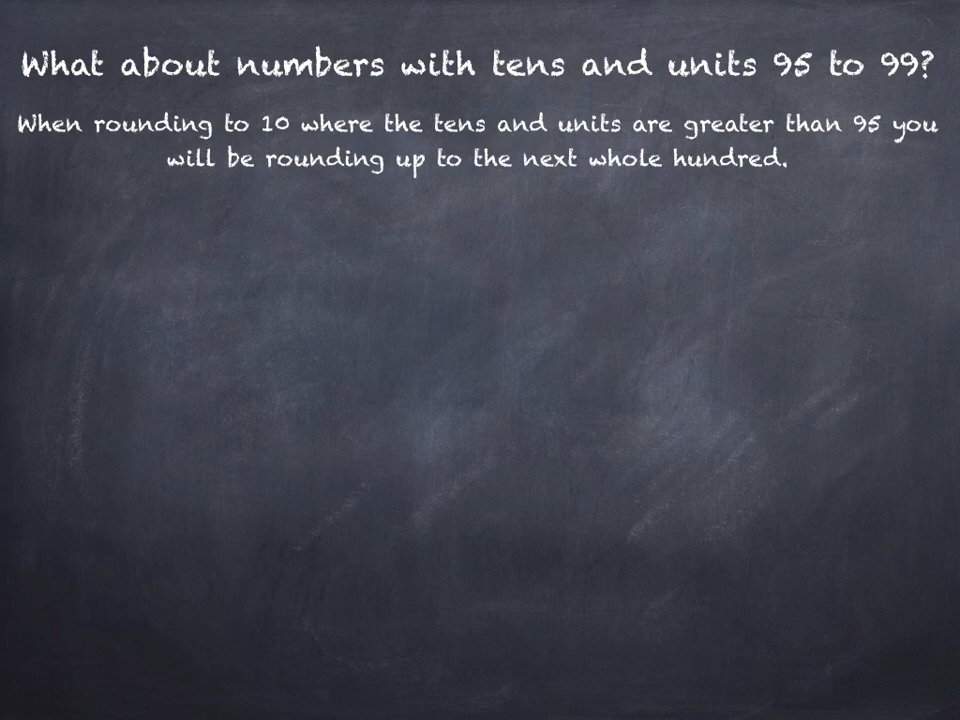 What about numbers with tens and units 95 to 99?
When rounding to 10 where the tens and units are greater than 95 you
will be rounding up to the next whole hundred.